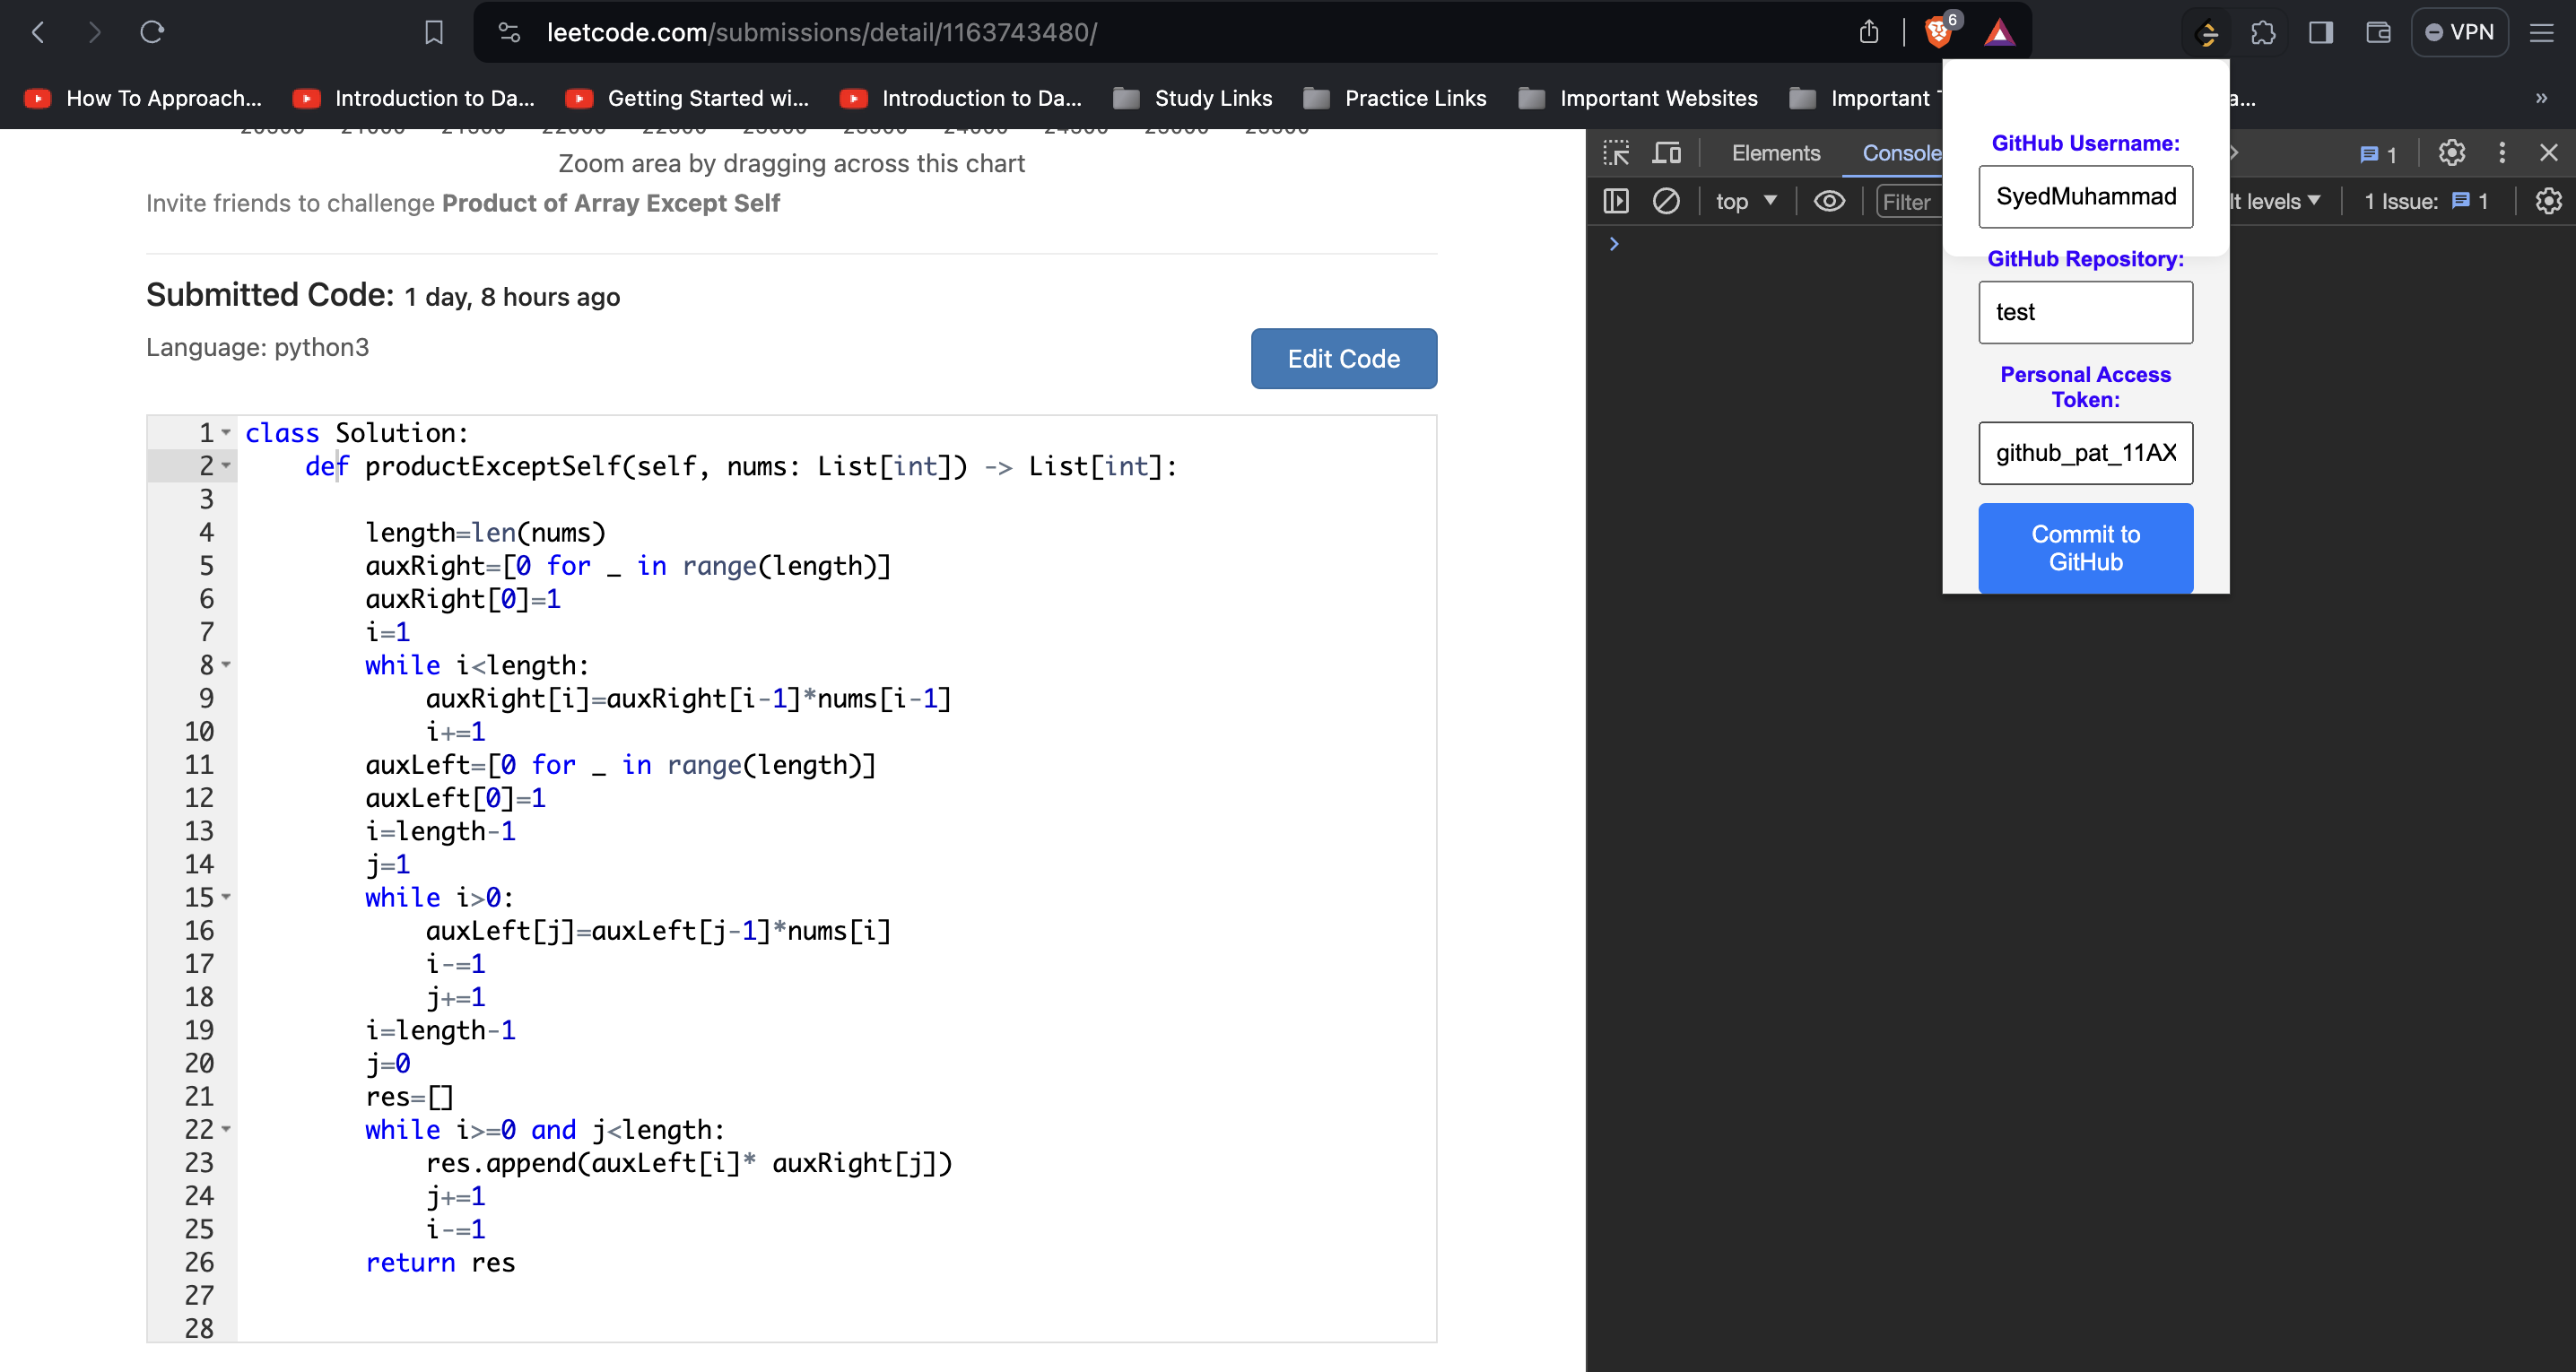 leetcode.com/submissions/detail/1163743480/
6
VPN
How To Approach...
Introduction to Da...
Getting Started wi...
Introduction to Da...
Study Links
Practice Links
Important Websites
Important
a...
»
Zoom area by dragging across this chart
Invite friends to challenge Product of Array Except Self
Submitted Code: 1 day, 8 hours ago
Language: python3
Edit Code
1 class Solution:
2     def productExceptSelf(self, nums: List[int]) -> List[int]:
3
4         length=len(nums)
5         auxRight=[0 for _ in range(length)]
6         auxRight[0]=1
7         i=1
8         while i<length:
9             auxRight[i]=auxRight[i-1]*nums[i-1]
10             i+=1
11         auxLeft=[0 for _ in range(length)]
12         auxLeft[0]=1
13         i=length-1
14         j=1
15         while i>0:
16             auxLeft[j]=auxLeft[j-1]*nums[i]
17             i-=1
18             j+=1
19         i=length-1
20         j=0
21         res=[]
22         while i>=0 and j<length:
23             res.append(auxLeft[i]* auxRight[j])
24             j+=1
25             i-=1
26         return res
27
28
Elements
Console
1
top
Filter
lt levels
1 Issue: 1
GitHub Username:
SyedMuhammad
GitHub Repository:
test
Personal Access
Token:
github_pat_11AX
Commit to
GitHub